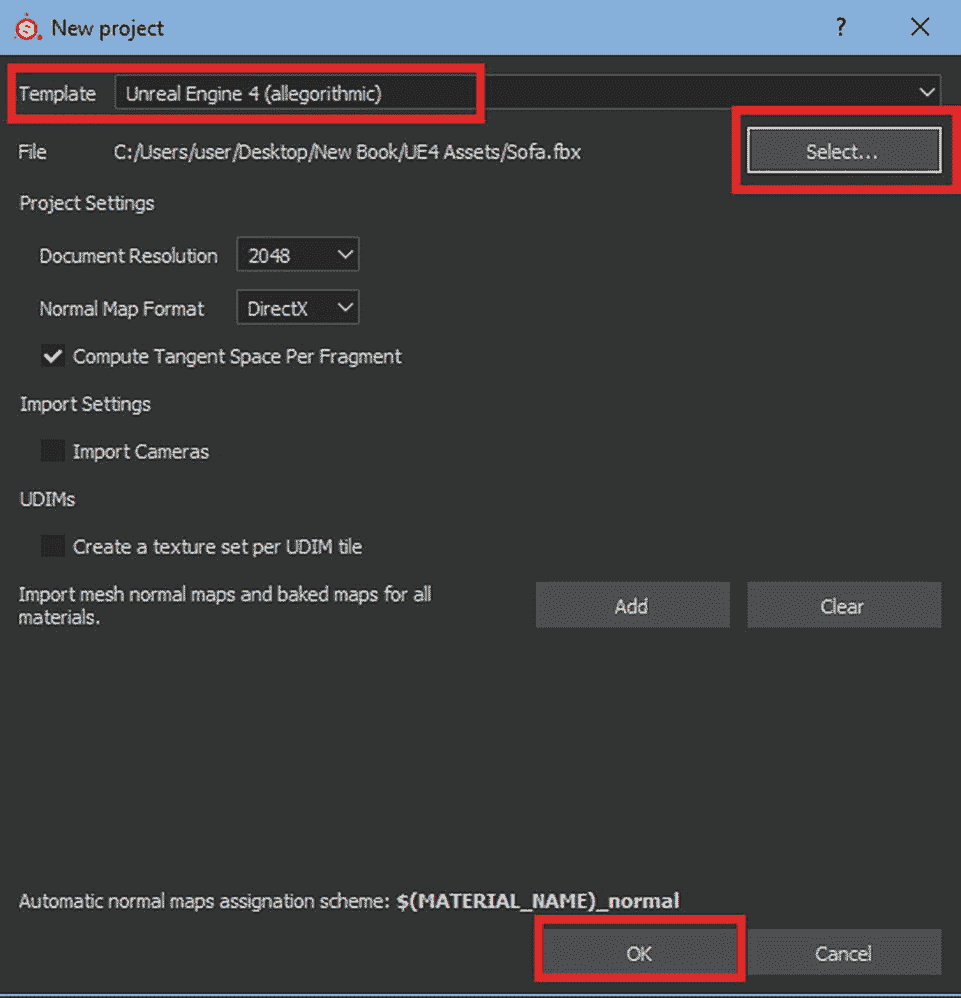 New project
?
Template Unreal Engine 4 (allegorithmic)
File C:/Users/user/Desktop/New Book/UE4 Assets/Sofa.fbx Select...
Project Settings
Document Resolution 2048
Normal Map Format DirectX
Compute Tangent Space Per Fragment
Import Settings
Import Cameras
UDIMs
Create a texture set per UDIM tile
Import mesh normal maps and baked maps for all
materials.
Add Clear
Automatic normal maps assignation scheme: $(MATERIAL_NAME)_normal
OK Cancel